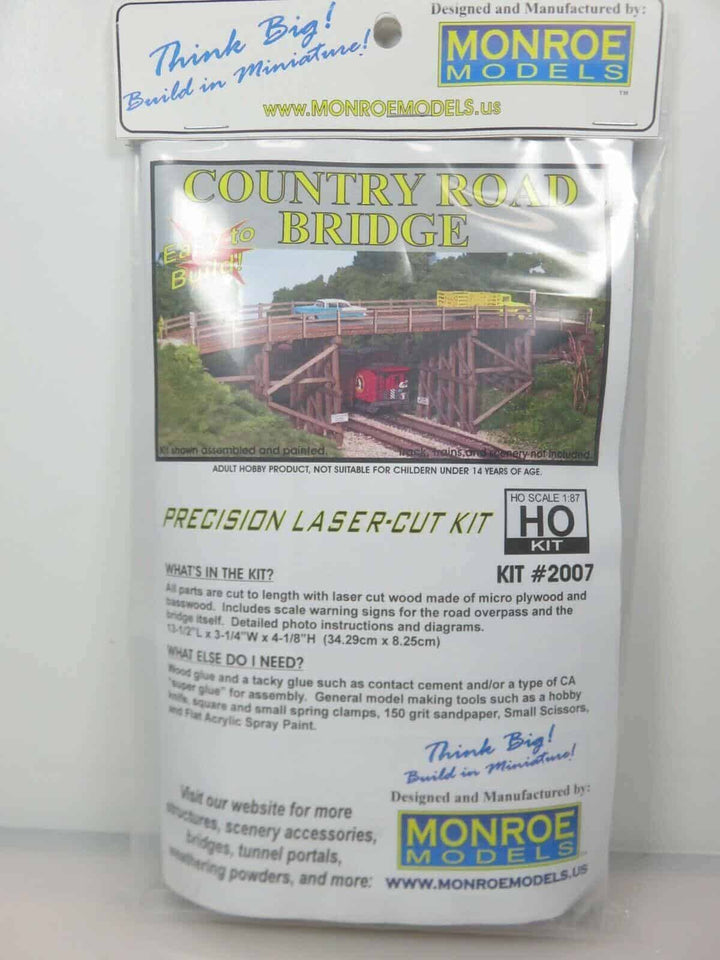 Think Big!
Build in Miniature!
Designed and Manufactured by:
MONROE
MODELS
TM
www.MONROEMODELS.us
COUNTRY ROAD
BRIDGE
Easy to
Build!
Kit shown assembled and painted.
Track, trains, and scenery not included.
ADULT HOBBY PRODUCT, NOT SUITABLE FOR CHILDERN UNDER 14 YEARS OF AGE.
PRECISION LASER-CUT KIT
HO SCALE 1:87
HO
KIT
KIT #2007
WHAT'S IN THE KIT?
All parts are cut to length with laser cut wood made of micro plywood and
basswood. Includes scale warning signs for the road overpass and the
bridge itself. Detailed photo instructions and diagrams.
13-1/2"L x 3-1/4"W x 4-1/8"H (34.29cm x 8.25cm)
WHAT ELSE DO I NEED?
Wood glue and a tacky glue such as contact cement and/or a type of CA
"super glue" for assembly. General model making tools such as a hobby
knife, square and small spring clamps, 150 grit sandpaper, Small Scissors,
and Flat Acrylic Spray Paint.
Think Big!
Build in Miniature!
Designed and Manufactured by:
MONROE
MODELS
WWW.MONROEMODELS.US
Visit our website for more
structures, scenery accessories,
bridges, tunnel portals,
weathering powders, and more: